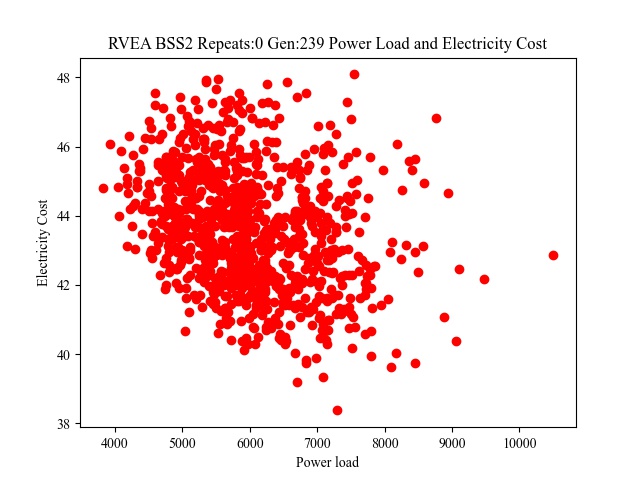 RVEA BSS2 Repeats:0 Gen:239 Power Load and Electricity Cost
48
46
44
42
40
38
Electricity Cost
4000 5000 6000 7000 8000 9000 10000
Power load